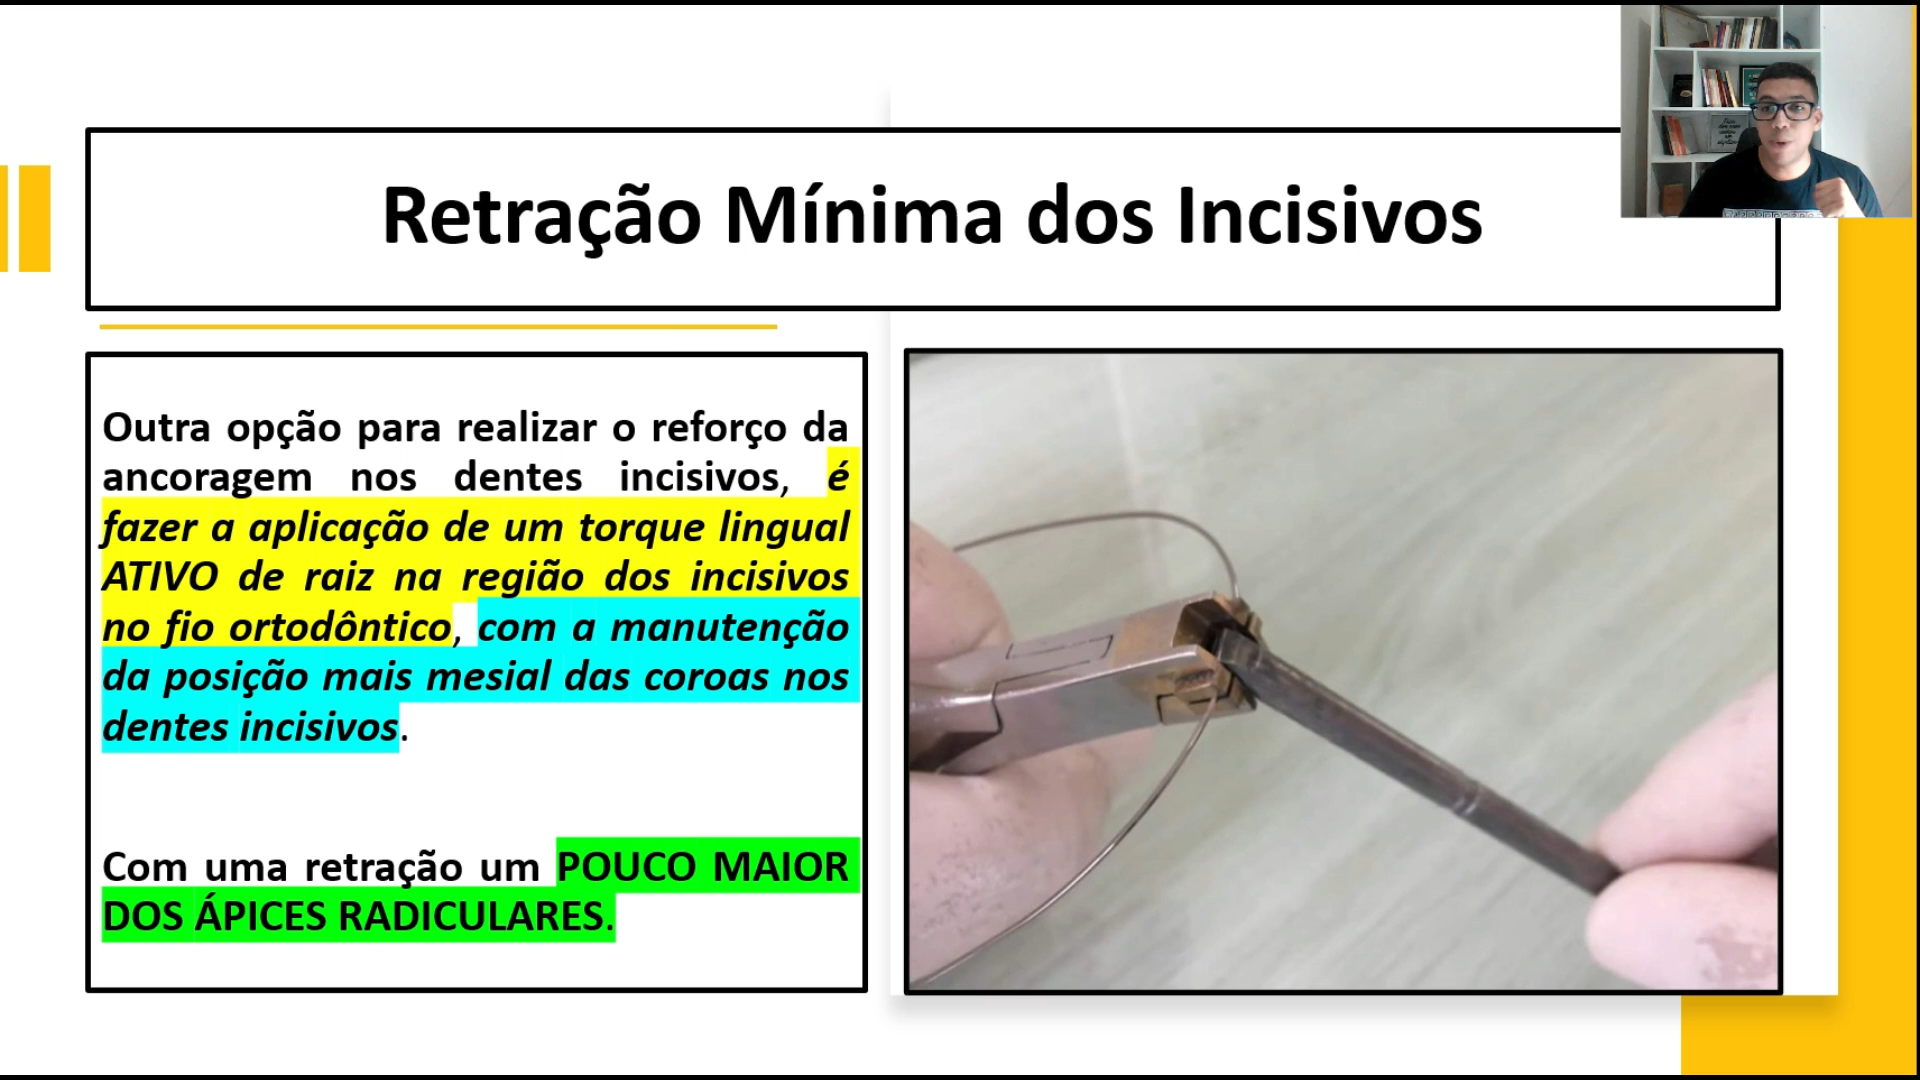 Retração Mínima dos Incisivos
Outra opção para realizar o reforço da
ancoragem nos dentes incisivos, é
fazer a aplicação de um torque lingual
ATIVO de raiz na região dos incisivos
no fio ortodôntico, com a manutenção
da posição mais mesial das coroas nos
dentes incisivos.
Com uma retração um POUCO MAIOR
DOS ÁPICES RADICULARES.